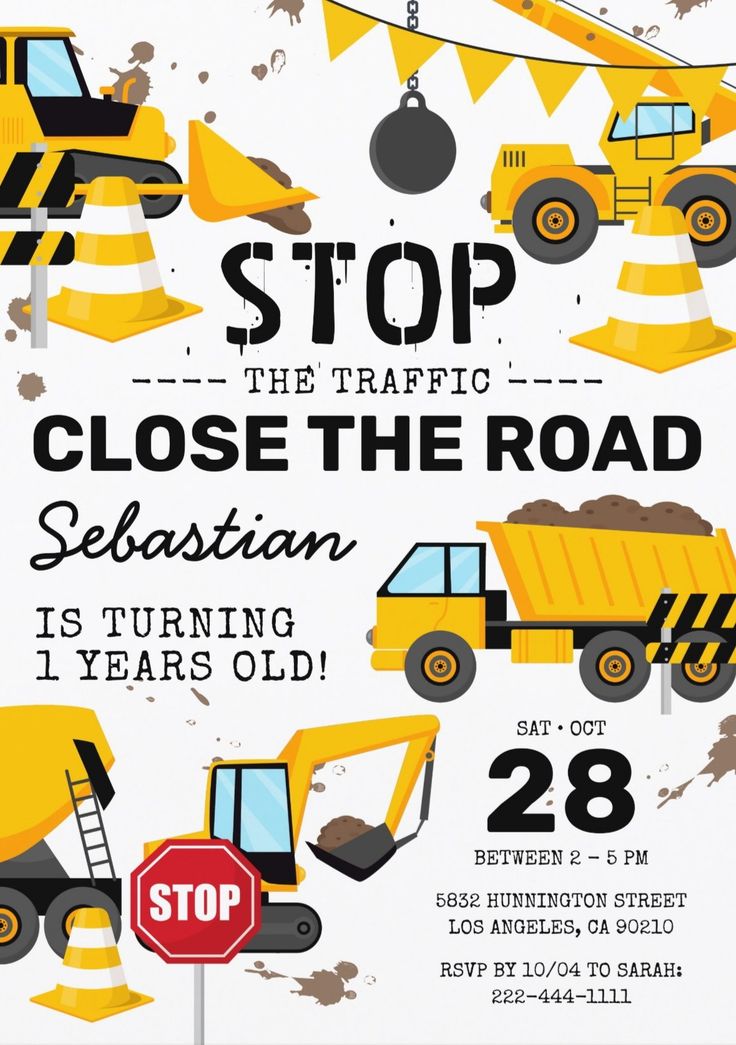 STOP
---- THE TRAFFIC ----
CLOSE THE ROAD
Sebastian
IS TURNING
1 YEARS OLD!
SAT · OCT
28
BETWEEN 2 – 5 PM
5832 HUNNINGTON STREET
LOS ANGELES, CA 90210
RSVP BY 10/04 TO SARAH:
222-444-1111
STOP